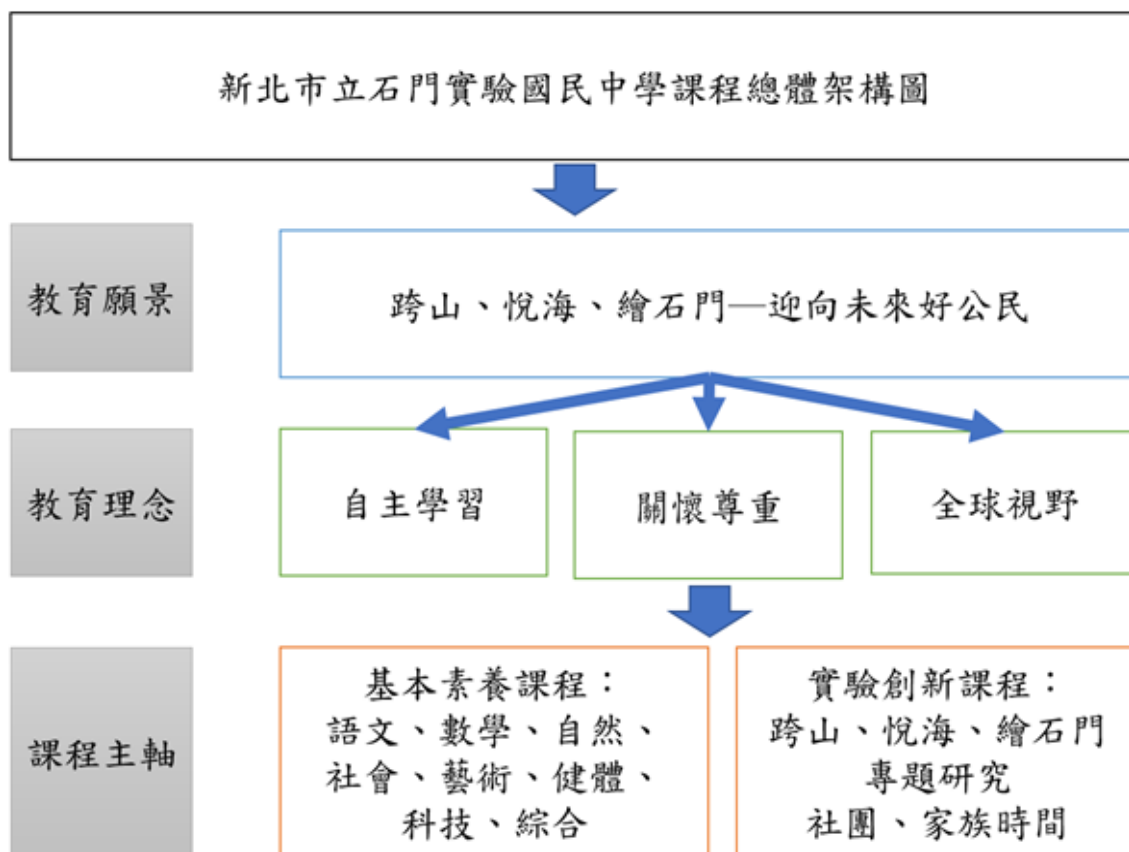 新北市立石門實驗國民中學課程總體架構圖
教育願景
跨山、悅海、繪石門—迎向未來好公民
教育理念
自主學習
關懷尊重
全球視野
課程主軸
基本素養課程：
語文、數學、自然、
社會、藝術、健體、
科技、綜合
實驗創新課程：
跨山、悅海、繪石門
專題研究
社團、家族時間